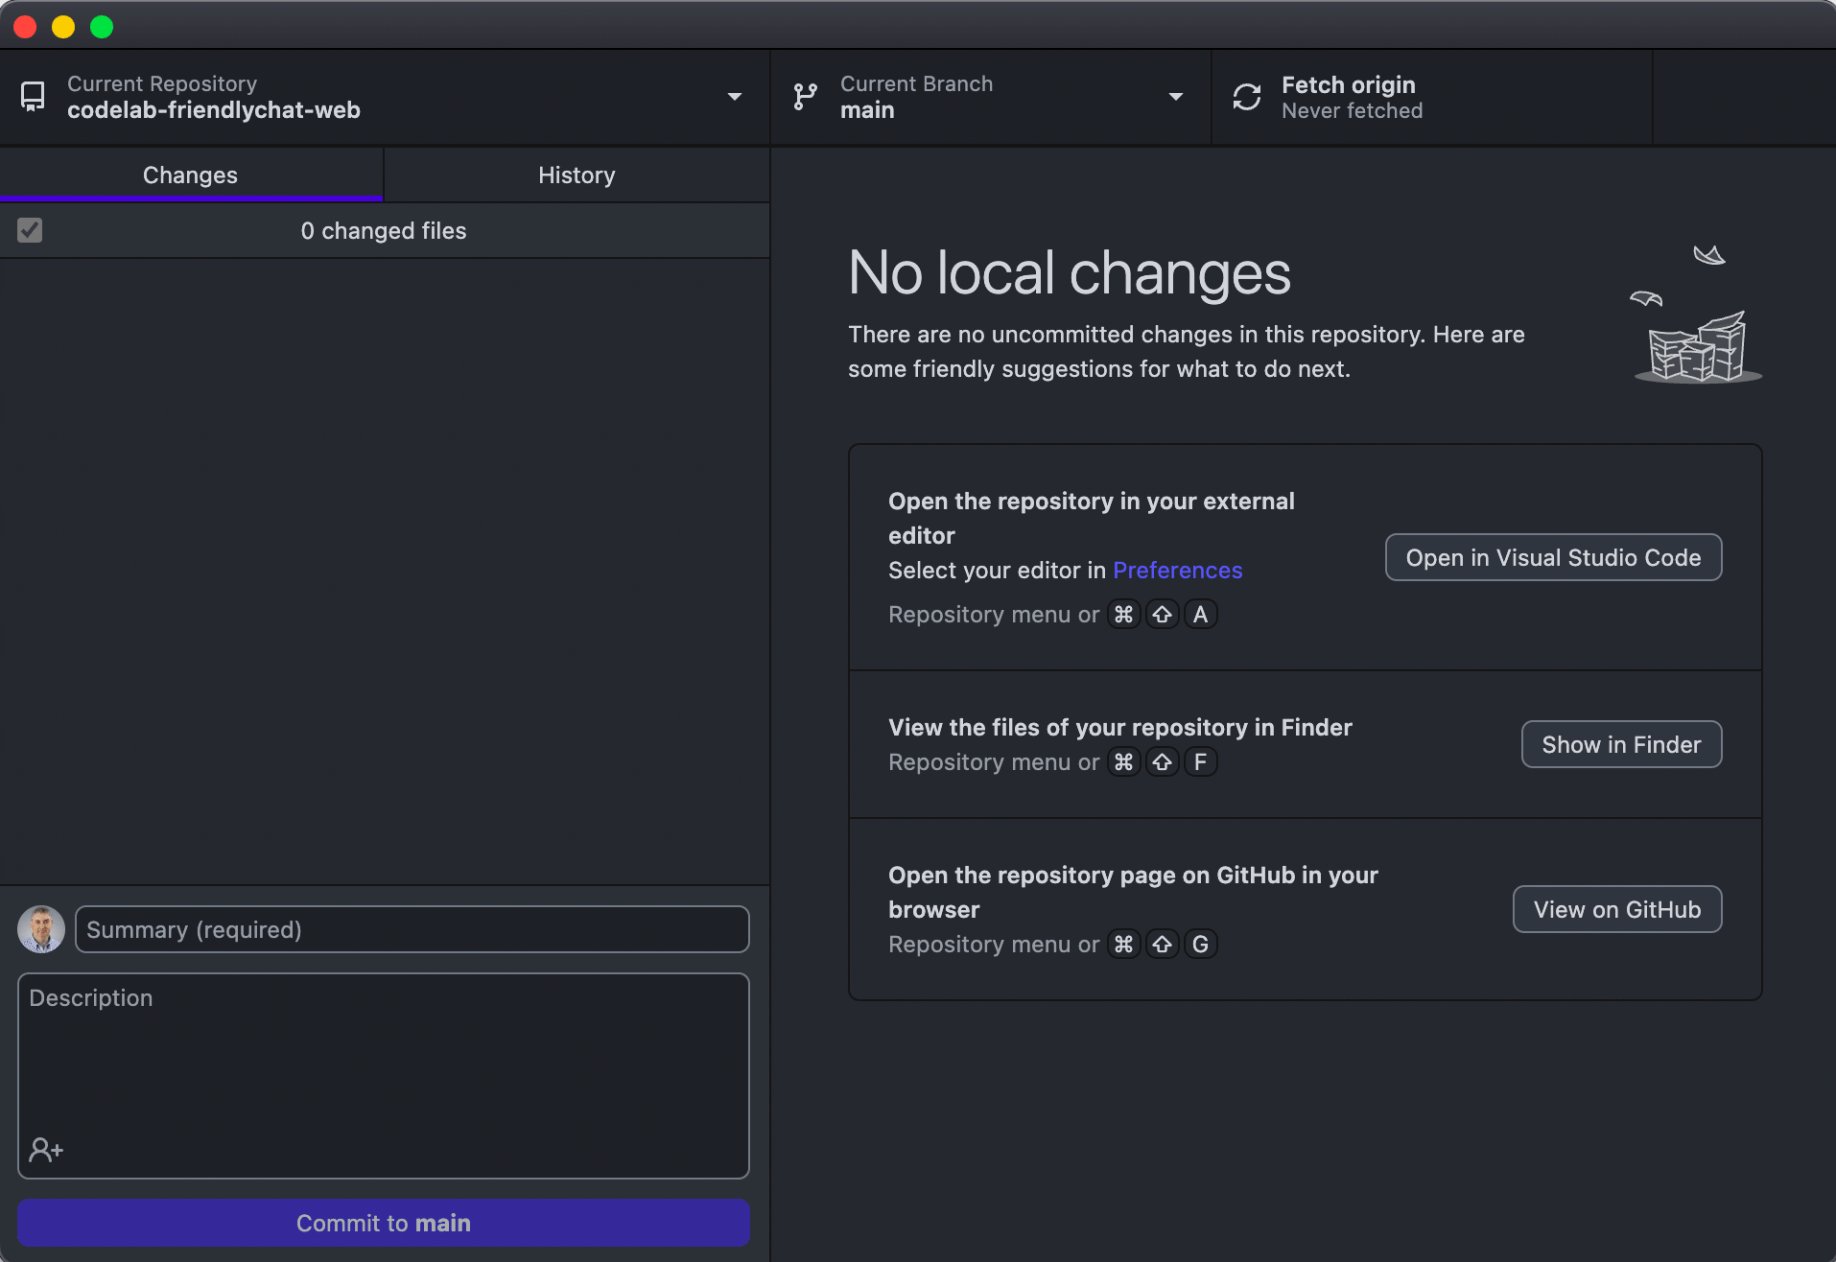 Current Repository
codelab-friendlychat-web
Current Branch
main
Fetch origin
Never fetched
Changes
History
0 changed files
No local changes
There are no uncommitted changes in this repository. Here are
some friendly suggestions for what to do next.
Open the repository in your external
editor
Select your editor in Preferences
Repository menu or ⌘ ⇧ A
Open in Visual Studio Code
View the files of your repository in Finder
Repository menu or ⌘ ⇧ F
Show in Finder
Open the repository page on GitHub in your
browser
Repository menu or ⌘ ⇧ G
View on GitHub
Summary (required)
Description
Commit to main